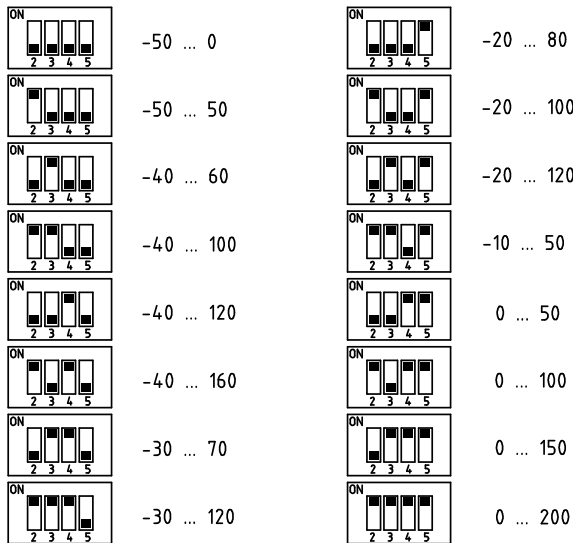 ON
2 3 4 5
-50 ... 0
ON
2 3 4 5
-50 ... 50
ON
2 3 4 5
-40 ... 60
ON
2 3 4 5
-40 ... 100
ON
2 3 4 5
-40 ... 120
ON
2 3 4 5
-40 ... 160
ON
2 3 4 5
-30 ... 70
ON
2 3 4 5
-30 ... 120
ON
2 3 4 5
-20 ... 80
ON
2 3 4 5
-20 ... 100
ON
2 3 4 5
-20 ... 120
ON
2 3 4 5
-10 ... 50
ON
2 3 4 5
0 ... 50
ON
2 3 4 5
0 ... 100
ON
2 3 4 5
0 ... 150
ON
2 3 4 5
0 ... 200